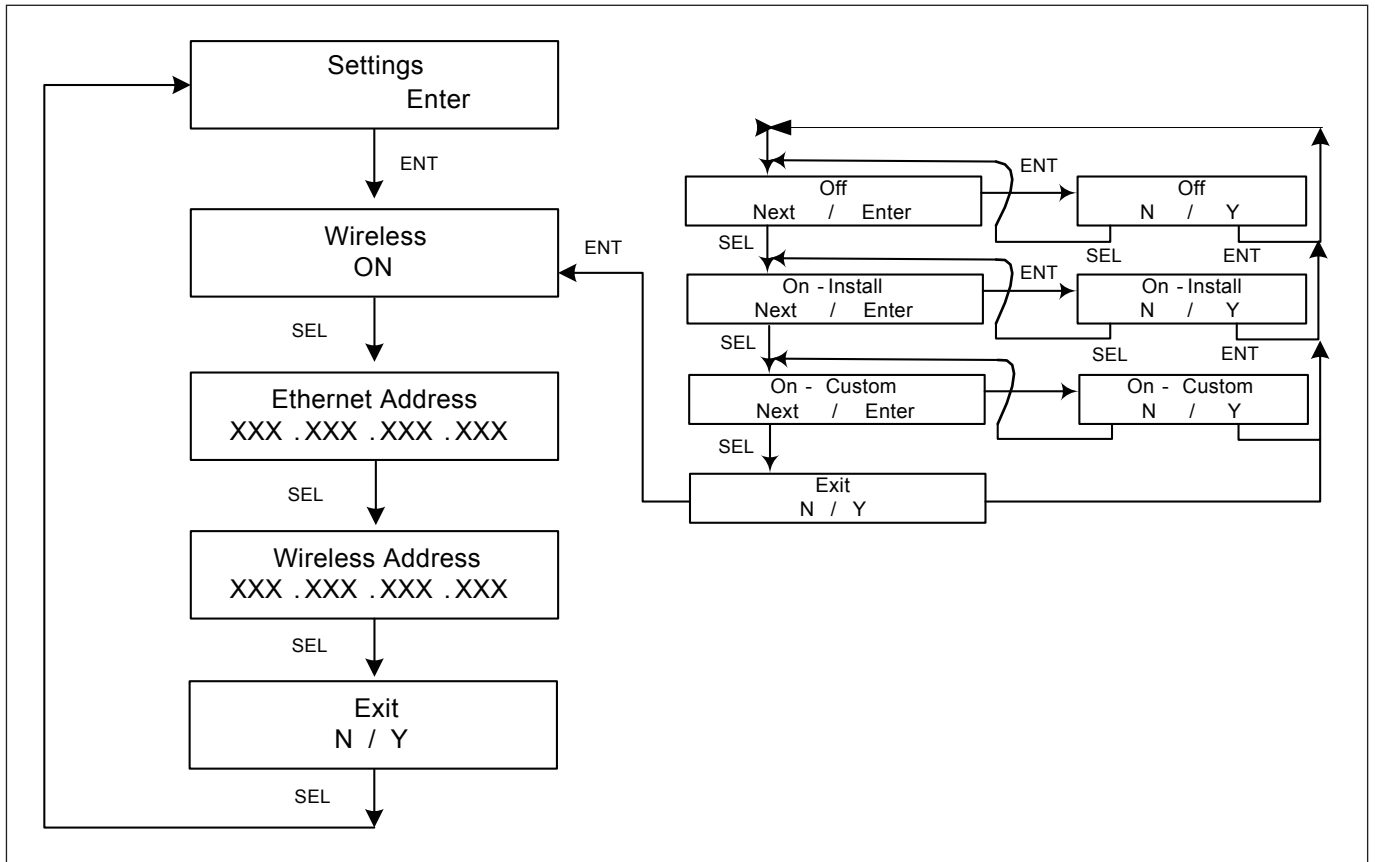 Settings
Enter
ENT
Wireless
ON
SEL
Ethernet Address
XXX . XXX . XXX . XXX
SEL
Wireless Address
XXX . XXX . XXX . XXX
SEL
Exit
N / Y
SEL
ENT
Off
Next / Enter
ENT
Off
N / Y
SEL
SEL ENT
On - Install
Next / Enter
ENT
On - Install
N / Y
SEL
SEL ENT
On - Custom
Next / Enter
On - Custom
N / Y
SEL
Exit
N / Y